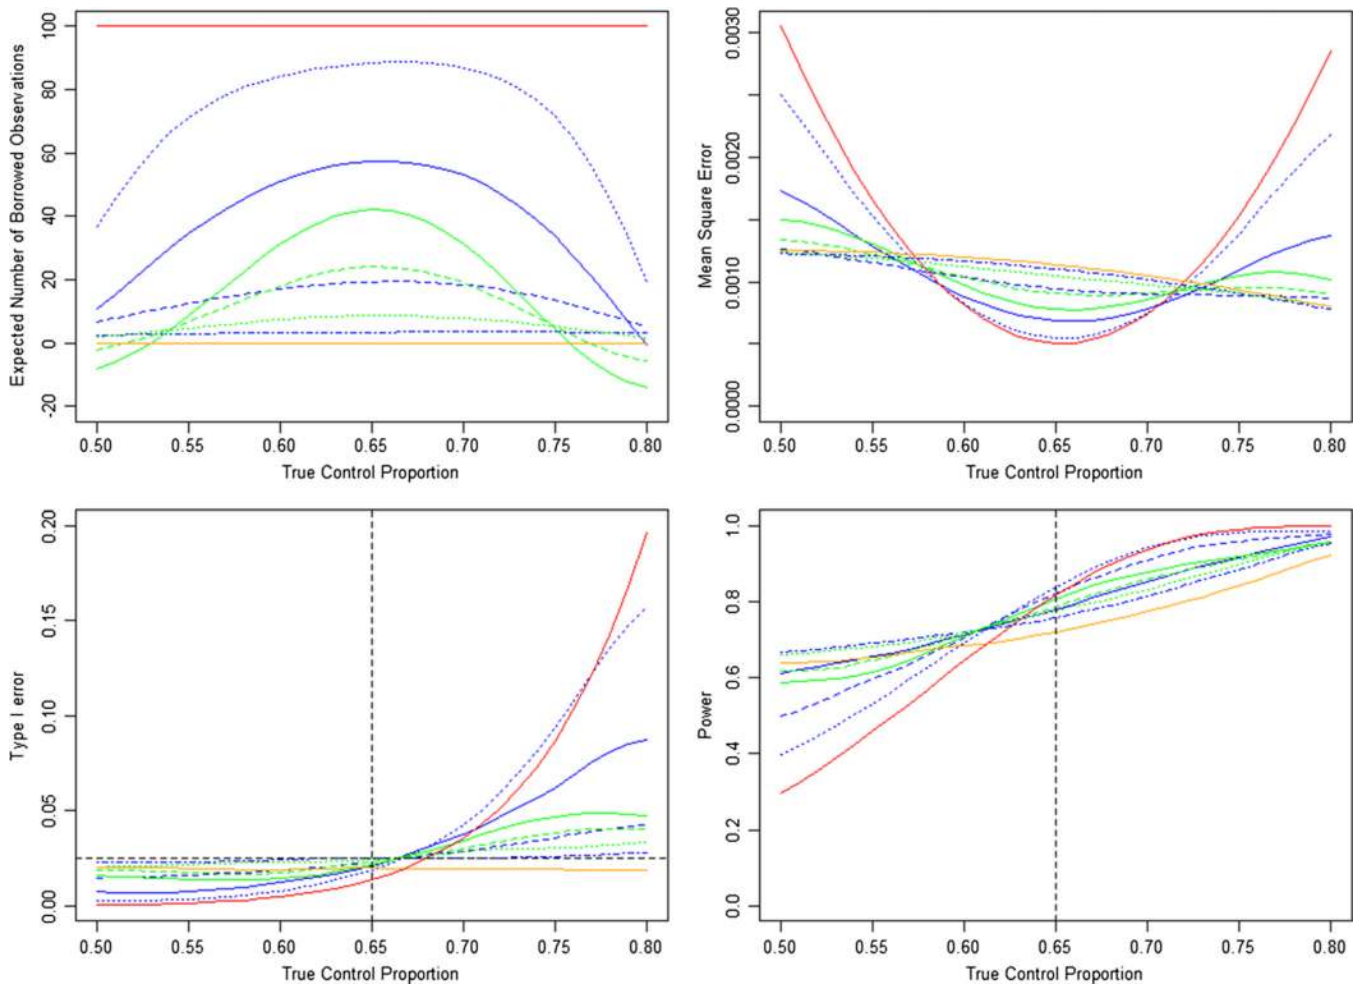 Expected Number of Borrowed Observations
100
80
60
40
20
0
-20
0.50 0.55 0.60 0.65 0.70 0.75 0.80
True Control Proportion
Mean Square Error
0.0030
0.0020
0.0010
0.0000
0.50 0.55 0.60 0.65 0.70 0.75 0.80
True Control Proportion
Type I error
0.20
0.15
0.10
0.05
0.00
0.50 0.55 0.60 0.65 0.70 0.75 0.80
True Control Proportion
Power
1.0
0.8
0.6
0.4
0.2
0.0
0.50 0.55 0.60 0.65 0.70 0.75 0.80
True Control Proportion